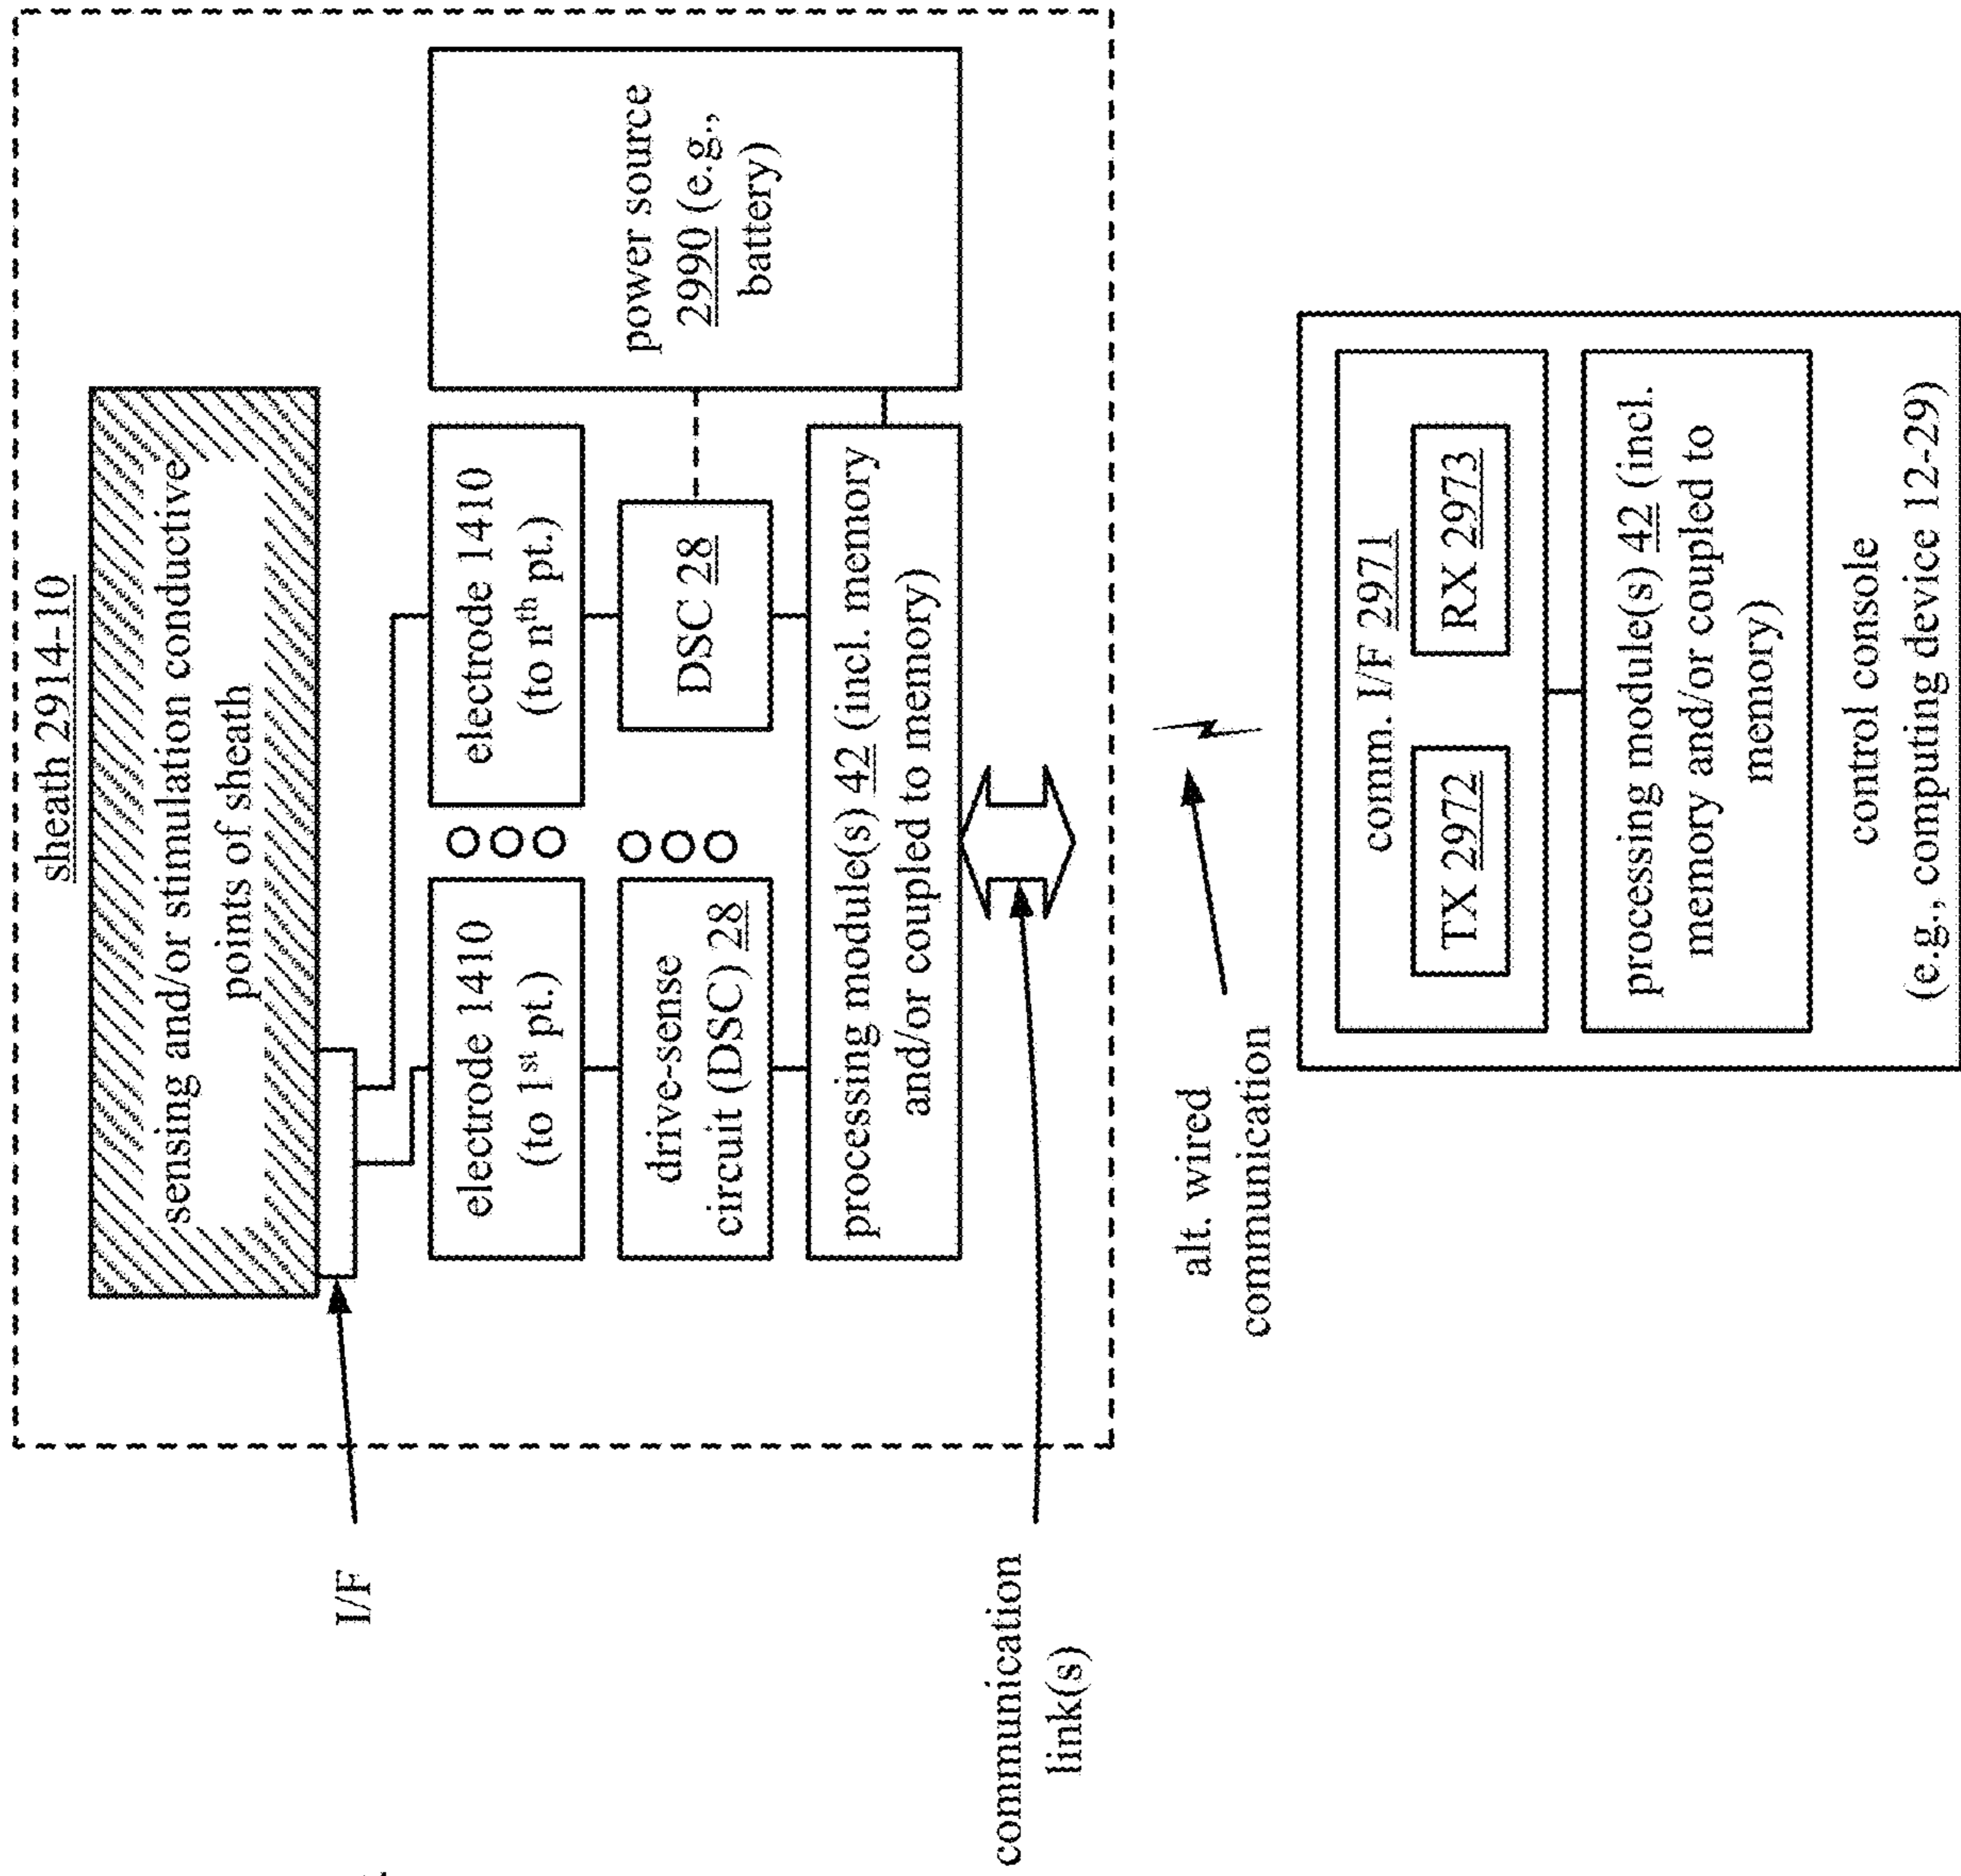 sheath 2914-10
sensing and/or stimulation conductive
points of sheath
I/F
electrode 1410
(to 1st pt.)
electrode 1410
(to nth pt.)
drive-sense
circuit (DSC) 28
DSC 28
power source
2990 (e.g.,
battery)
processing module(s) 42 (incl. memory
and/or coupled to memory)
communication
link(s)
alt. wired
communication
comm. I/F 2971
TX 2972
RX 2973
processing module(s) 42 (incl.
memory and/or coupled to
memory)
control console
(e.g., computing device 12-29)